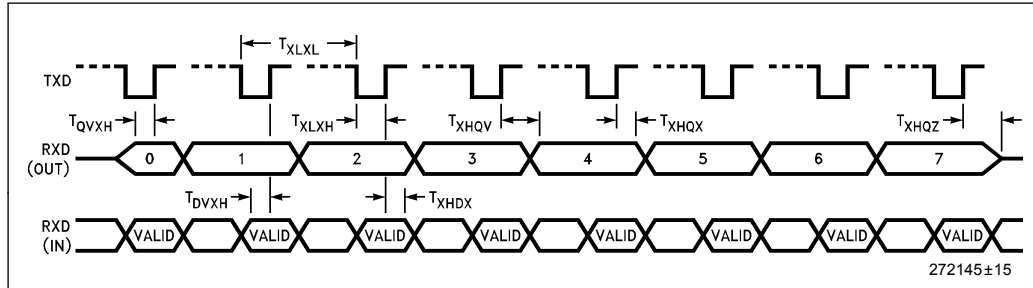 T_XLXL
TXD
T_QVXH T_XLXH T_XHQV T_XHQX T_XHQZ
RXD (OUT) 0 1 2 3 4 5 6 7
T_DVXH T_XHDX
RXD (IN) VALID VALID VALID VALID VALID VALID VALID VALID
272145±15